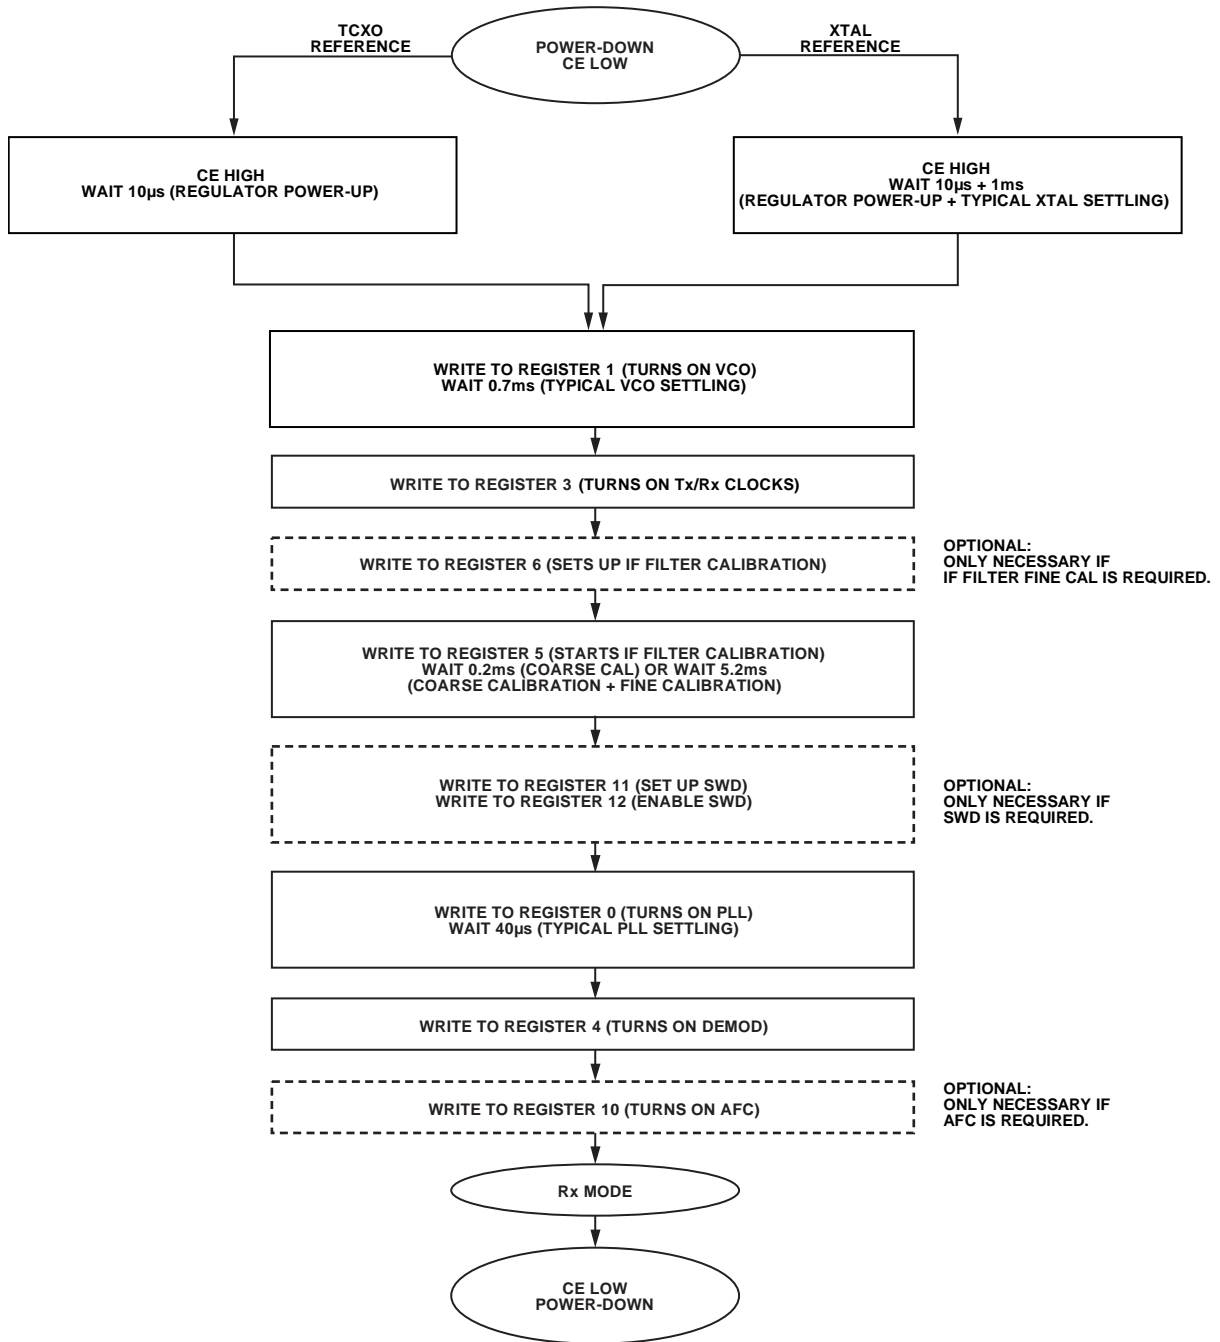 TCXO
REFERENCE
POWER-DOWN
CE LOW
XTAL
REFERENCE
CE HIGH
WAIT 10µs (REGULATOR POWER-UP)
CE HIGH
WAIT 10µs + 1ms
(REGULATOR POWER-UP + TYPICAL XTAL SETTLING)
WRITE TO REGISTER 1 (TURNS ON VCO)
WAIT 0.7ms (TYPICAL VCO SETTLING)
WRITE TO REGISTER 3 (TURNS ON Tx/Rx CLOCKS)
WRITE TO REGISTER 6 (SETS UP IF FILTER CALIBRATION)
OPTIONAL:
ONLY NECESSARY IF
IF FILTER FINE CAL IS REQUIRED.
WRITE TO REGISTER 5 (STARTS IF FILTER CALIBRATION)
WAIT 0.2ms (COARSE CAL) OR WAIT 5.2ms
(COARSE CALIBRATION + FINE CALIBRATION)
WRITE TO REGISTER 11 (SET UP SWD)
WRITE TO REGISTER 12 (ENABLE SWD)
OPTIONAL:
ONLY NECESSARY IF
SWD IS REQUIRED.
WRITE TO REGISTER 0 (TURNS ON PLL)
WAIT 40µs (TYPICAL PLL SETTLING)
WRITE TO REGISTER 4 (TURNS ON DEMOD)
WRITE TO REGISTER 10 (TURNS ON AFC)
OPTIONAL:
ONLY NECESSARY IF
AFC IS REQUIRED.
Rx MODE
CE LOW
POWER-DOWN